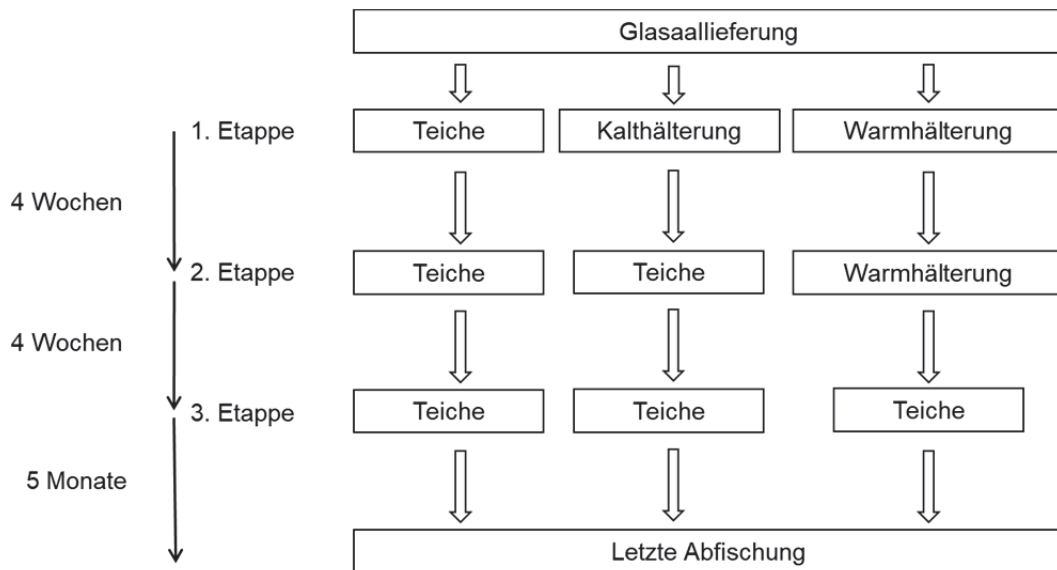 Glasaallieferung
1. Etappe
Teiche
Kalthälterung
Warmhälterung
4 Wochen
2. Etappe
Teiche
Teiche
Warmhälterung
4 Wochen
3. Etappe
Teiche
Teiche
Teiche
5 Monate
Letzte Abfischung